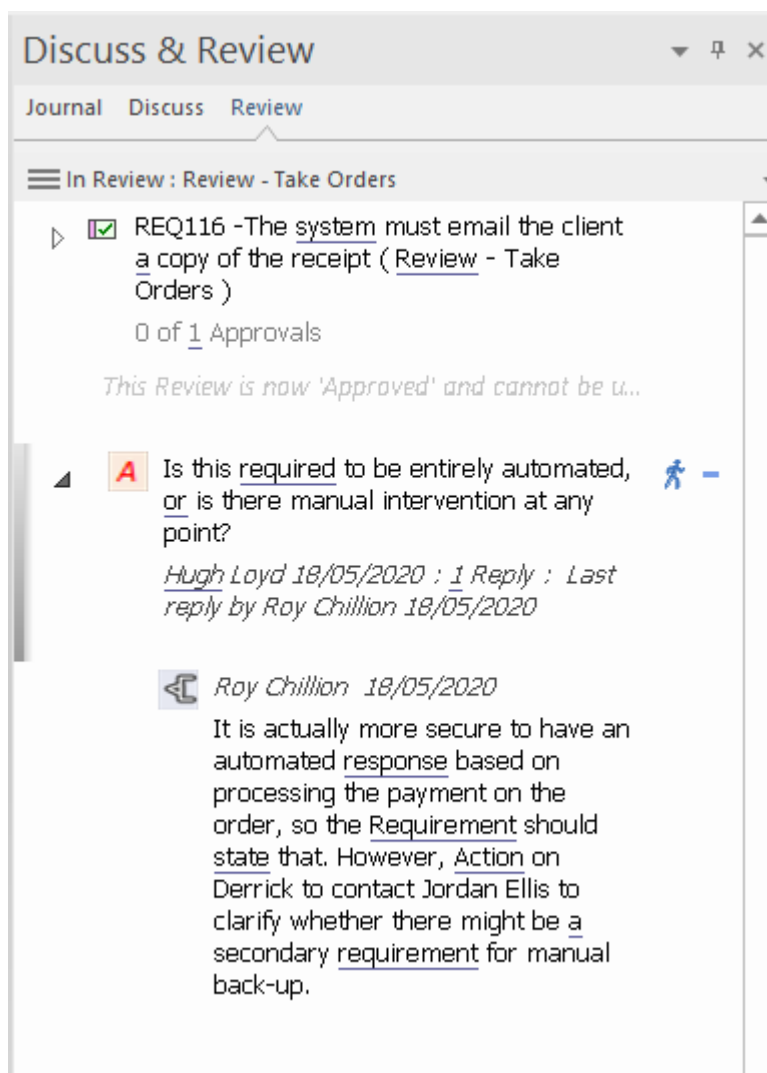 Discuss & Review
Journal Discuss Review
In Review : Review - Take Orders
REQ116 -The system must email the client
a copy of the receipt ( Review - Take
Orders )
0 of 1 Approvals
This Review is now 'Approved' and cannot be u...
A Is this required to be entirely automated,
or is there manual intervention at any
point?
Hugh Loyd 18/05/2020 : 1 Reply : Last
reply by Roy Chillion 18/05/2020
Roy Chillion 18/05/2020
It is actually more secure to have an
automated response based on
processing the payment on the
order, so the Requirement should
state that. However, Action on
Derrick to contact Jordan Ellis to
clarify whether there might be a
secondary requirement for manual
back-up.